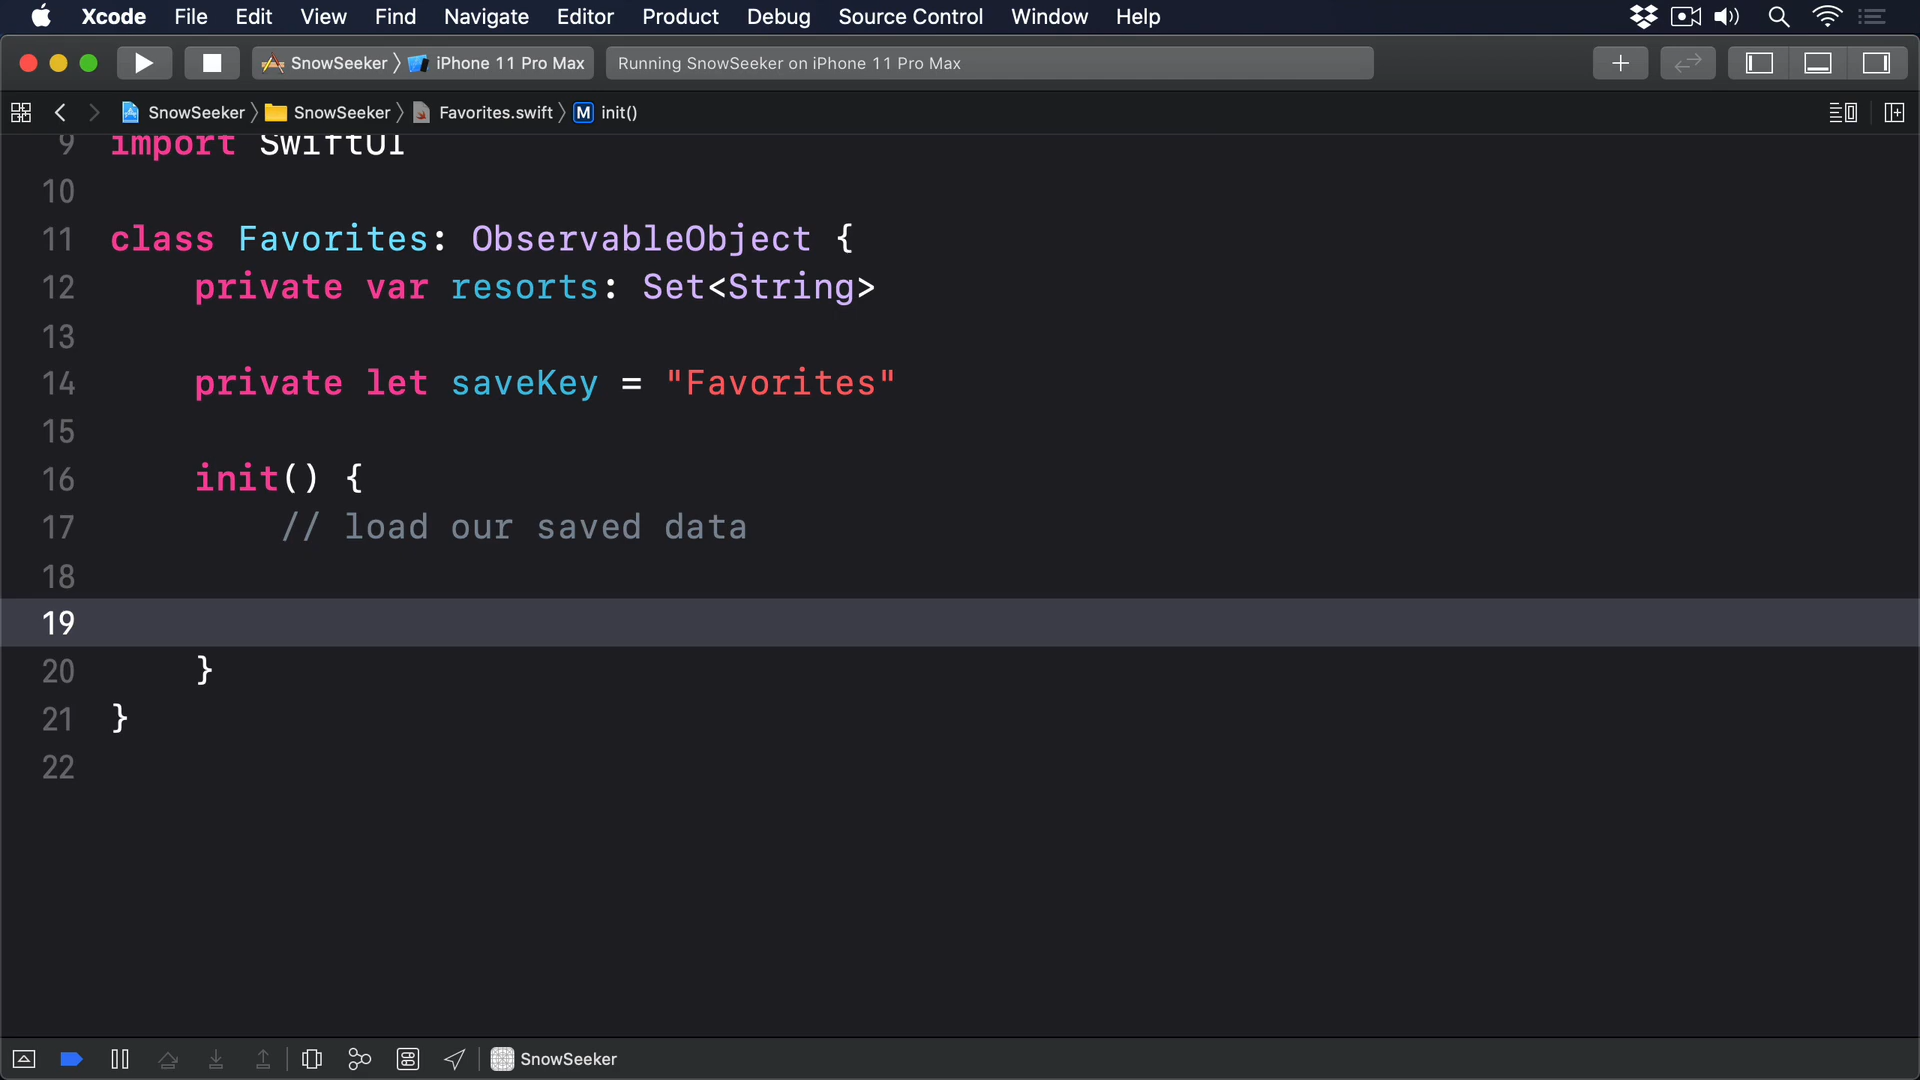 Xcode File Edit View Find Navigate Editor Product Debug Source Control Window Help
SnowSeeker iPhone 11 Pro Max Running SnowSeeker on iPhone 11 Pro Max
SnowSeeker SnowSeeker Favorites.swift M init()
9 import SwiftUI
10
11 class Favorites: ObservableObject {
12 private var resorts: Set<String>
13
14 private let saveKey = "Favorites"
15
16 init() {
17 // load our saved data
18
19
20 }
21 }
22
SnowSeeker